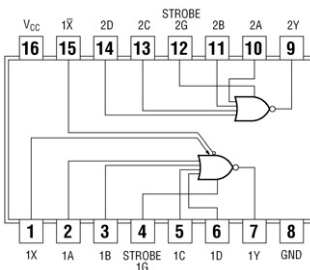 STROBE
V_CC 1X̅ 2D 2C 2G 2B 2A 2Y
16 15 14 13 12 11 10 9
1 2 3 4 5 6 7 8
1X 1A 1B STROBE 1C 1D 1Y GND
1G